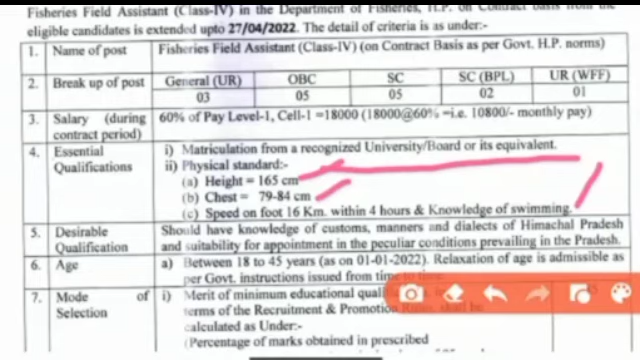 Fisheries Field Assistant (Class-IV) in the Department of Fisheries, H.P. on Contract basis from the
eligible candidates is extended upto 27/04/2022. The detail of criteria is as under:-
1. Name of post Fisheries Field Assistant (Class-IV) (on Contract Basis as per Govt. H.P. norms)
2. Break up of post General (UR) OBC SC SC (BPL) UR (WFF)
03 05 05 02 01
3. Salary (during contract period) 60% of Pay Level-1, Cell-1 =18000 (18000@60% =i.e. 10800/- monthly pay)
4. Essential Qualifications i) Matriculation from a recognized University/Board or its equivalent.
ii) Physical standard:-
(a) Height = 165 cm
(b) Chest = 79-84 cm
(c) Speed on foot 16 Km. within 4 hours & Knowledge of swimming.
5. Desirable Qualification Should have knowledge of customs, manners and dialects of Himachal Pradesh
and suitability for appointment in the peculiar conditions prevailing in the Pradesh.
6. Age a) Between 18 to 45 years (as on 01-01-2022). Relaxation of age is admissible as
per Govt. instructions issued from time to time.
7. Mode of Selection i) Merit of minimum educational
terms of the Recruitment & Promotion
calculated as Under:-
(Percentage of marks obtained in prescribed